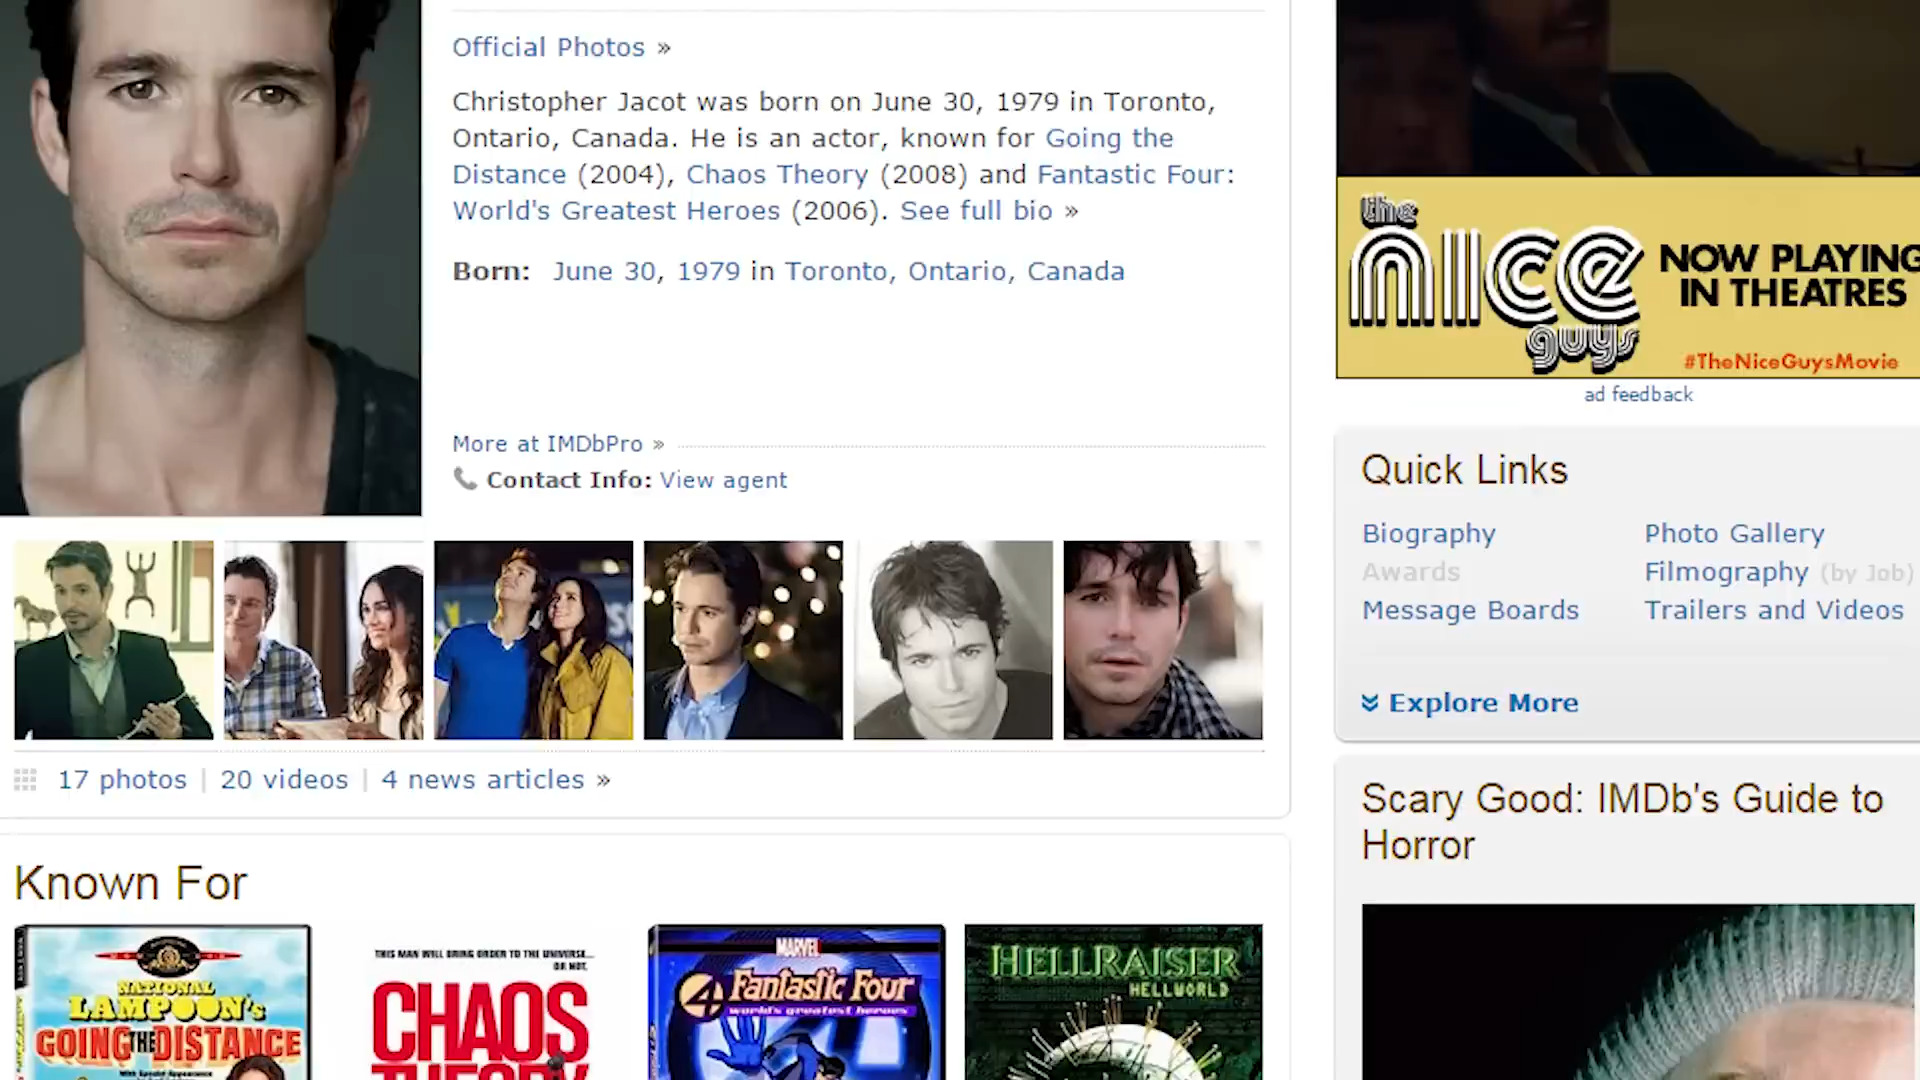 Official Photos »
Christopher Jacot was born on June 30, 1979 in Toronto,
Ontario, Canada. He is an actor, known for Going the
Distance (2004), Chaos Theory (2008) and Fantastic Four:
World's Greatest Heroes (2006). See full bio »
Born: June 30, 1979 in Toronto, Ontario, Canada
More at IMDbPro »
Contact Info: View agent
17 photos | 20 videos | 4 news articles »
Known For
NATIONAL
LAMPOON's
GOING THE DISTANCE
With Special Appearance
THIS MAN WILL BRING ORDER TO THE UNIVERSE...
OR NOT.
CHAOS
THEORY
MARVEL
4 Fantastic Four
world's greatest heroes
HELLRAISER
HELLWORLD
the
nice
guys
NOW PLAYING
IN THEATRES
#TheNiceGuysMovie
ad feedback
Quick Links
Biography
Photo Gallery
Awards
Filmography (by Job)
Message Boards
Trailers and Videos
Explore More
Scary Good: IMDb's Guide to
Horror